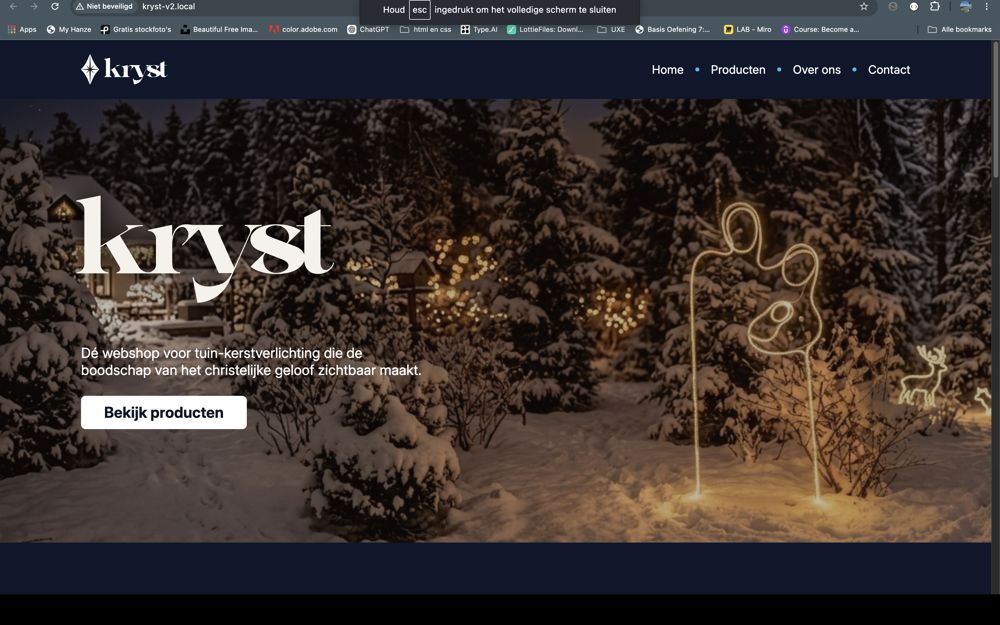 Houd esc ingedrukt om het volledige scherm te sluiten
Niet beveiligd kryst-v2.local
Apps My Hanze Gratis stockfoto's Beautiful Free Ima... color.adobe.com ChatGPT html en css Type.AI LottieFiles: Downl... UXE Basis Oefening 7:... LAB - Miro Course: Become a... Alle bookmarks
kryst
Home • Producten • Over ons • Contact
kryst
Dé webshop voor tuin-kerstverlichting die de
boodschap van het christelijke geloof zichtbaar maakt.
Bekijk producten